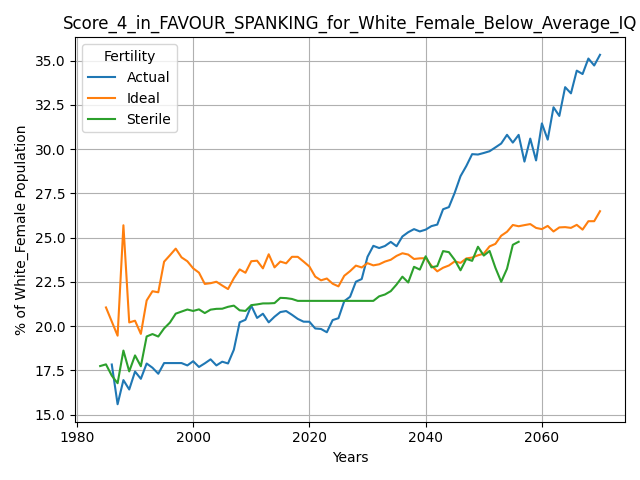 Score_4_in_FAVOUR_SPANKING_for_White_Female_Below_Average_IQ
Fertility
Actual
Ideal
Sterile
% of White_Female Population
35.0
32.5
30.0
27.5
25.0
22.5
20.0
17.5
15.0
1980
2000
2020
2040
2060
Years